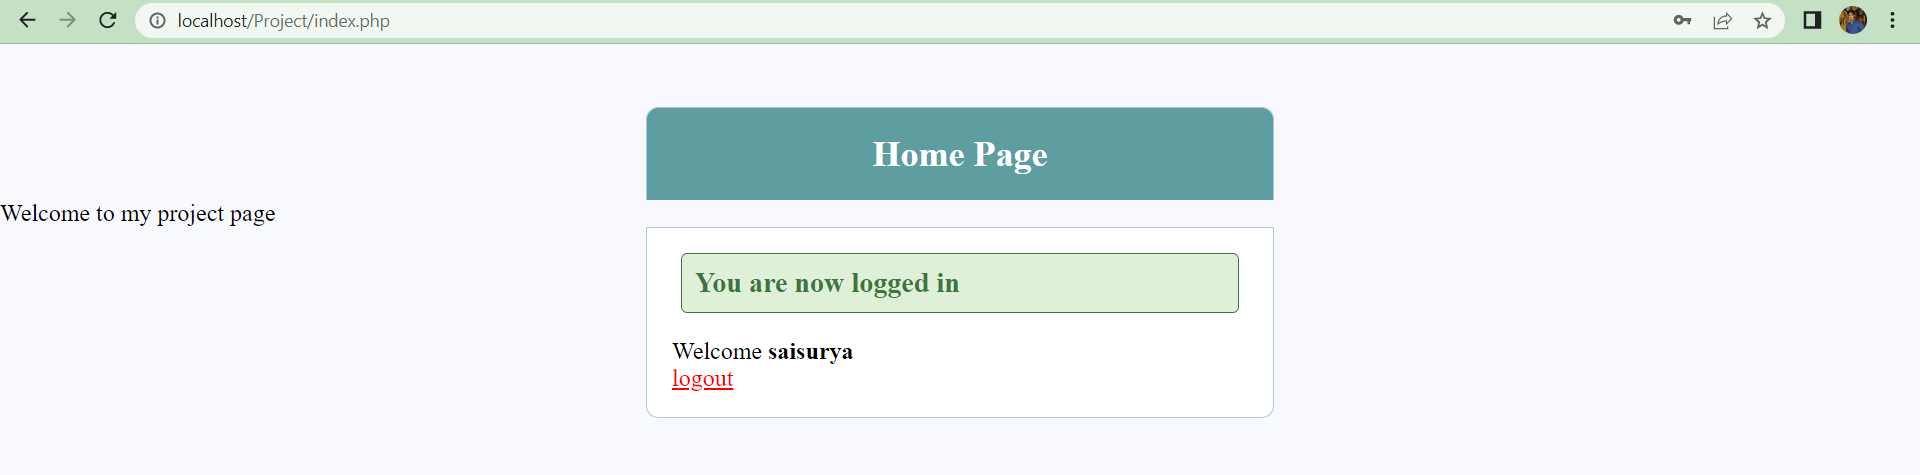 localhost/Project/index.php
Home Page
Welcome to my project page
You are now logged in
Welcome saisurya
logout